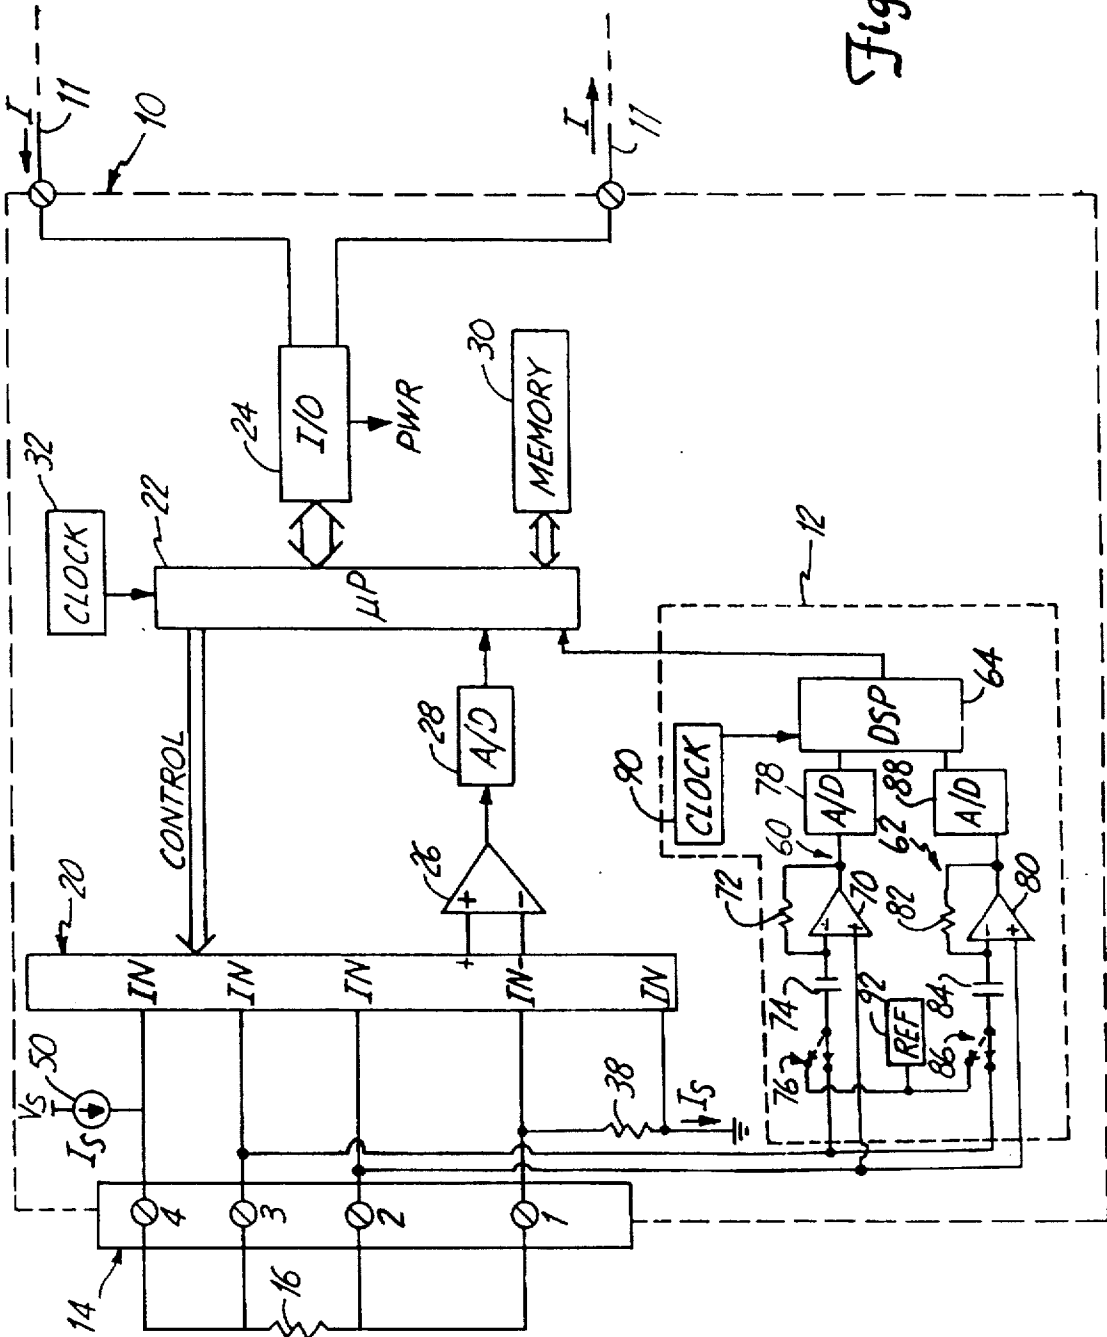 14
16
4
3
2
1
Vs
50
Is
38
Is
20
IN
IN
IN
+
IN
-
IN
CONTROL
26
+
-
28
A/D
32
CLOCK
22
μP
24
I/O
PWR
30
MEMORY
I
11
10
I
11
12
76
74
72
60
-
+
70
78
A/D
90
CLOCK
92
REF
86
84
82
62
-
+
80
88
A/D
DSP
64
Fig